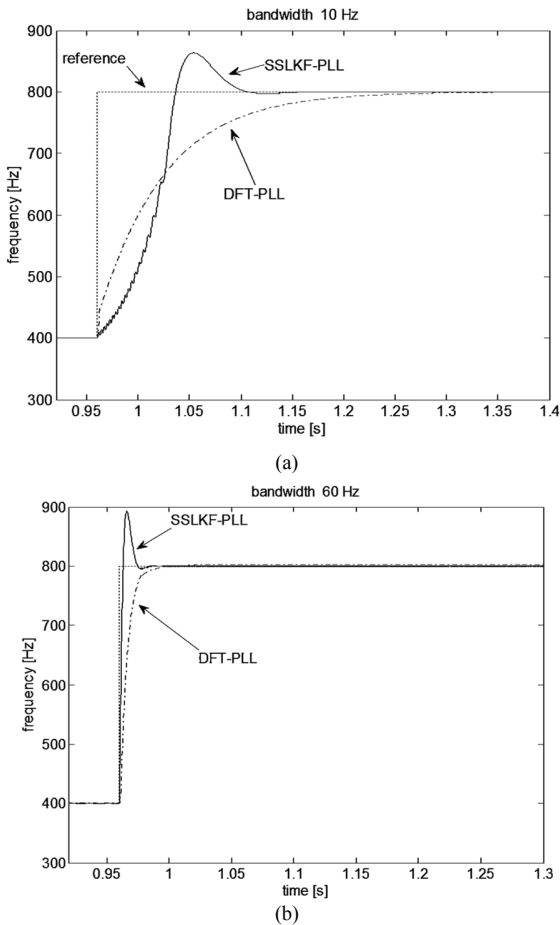 bandwidth 10 Hz
900
800
700
600
500
400
300
frequency [Hz]
reference
SSLKF-PLL
DFT-PLL
0.95 1 1.05 1.1 1.15 1.2 1.25 1.3 1.35 1.4
time [s]
(a)
bandwidth 60 Hz
900
800
700
600
500
400
300
frequency [Hz]
SSLKF-PLL
DFT-PLL
0.95 1 1.05 1.1 1.15 1.2 1.25 1.3
time [s]
(b)